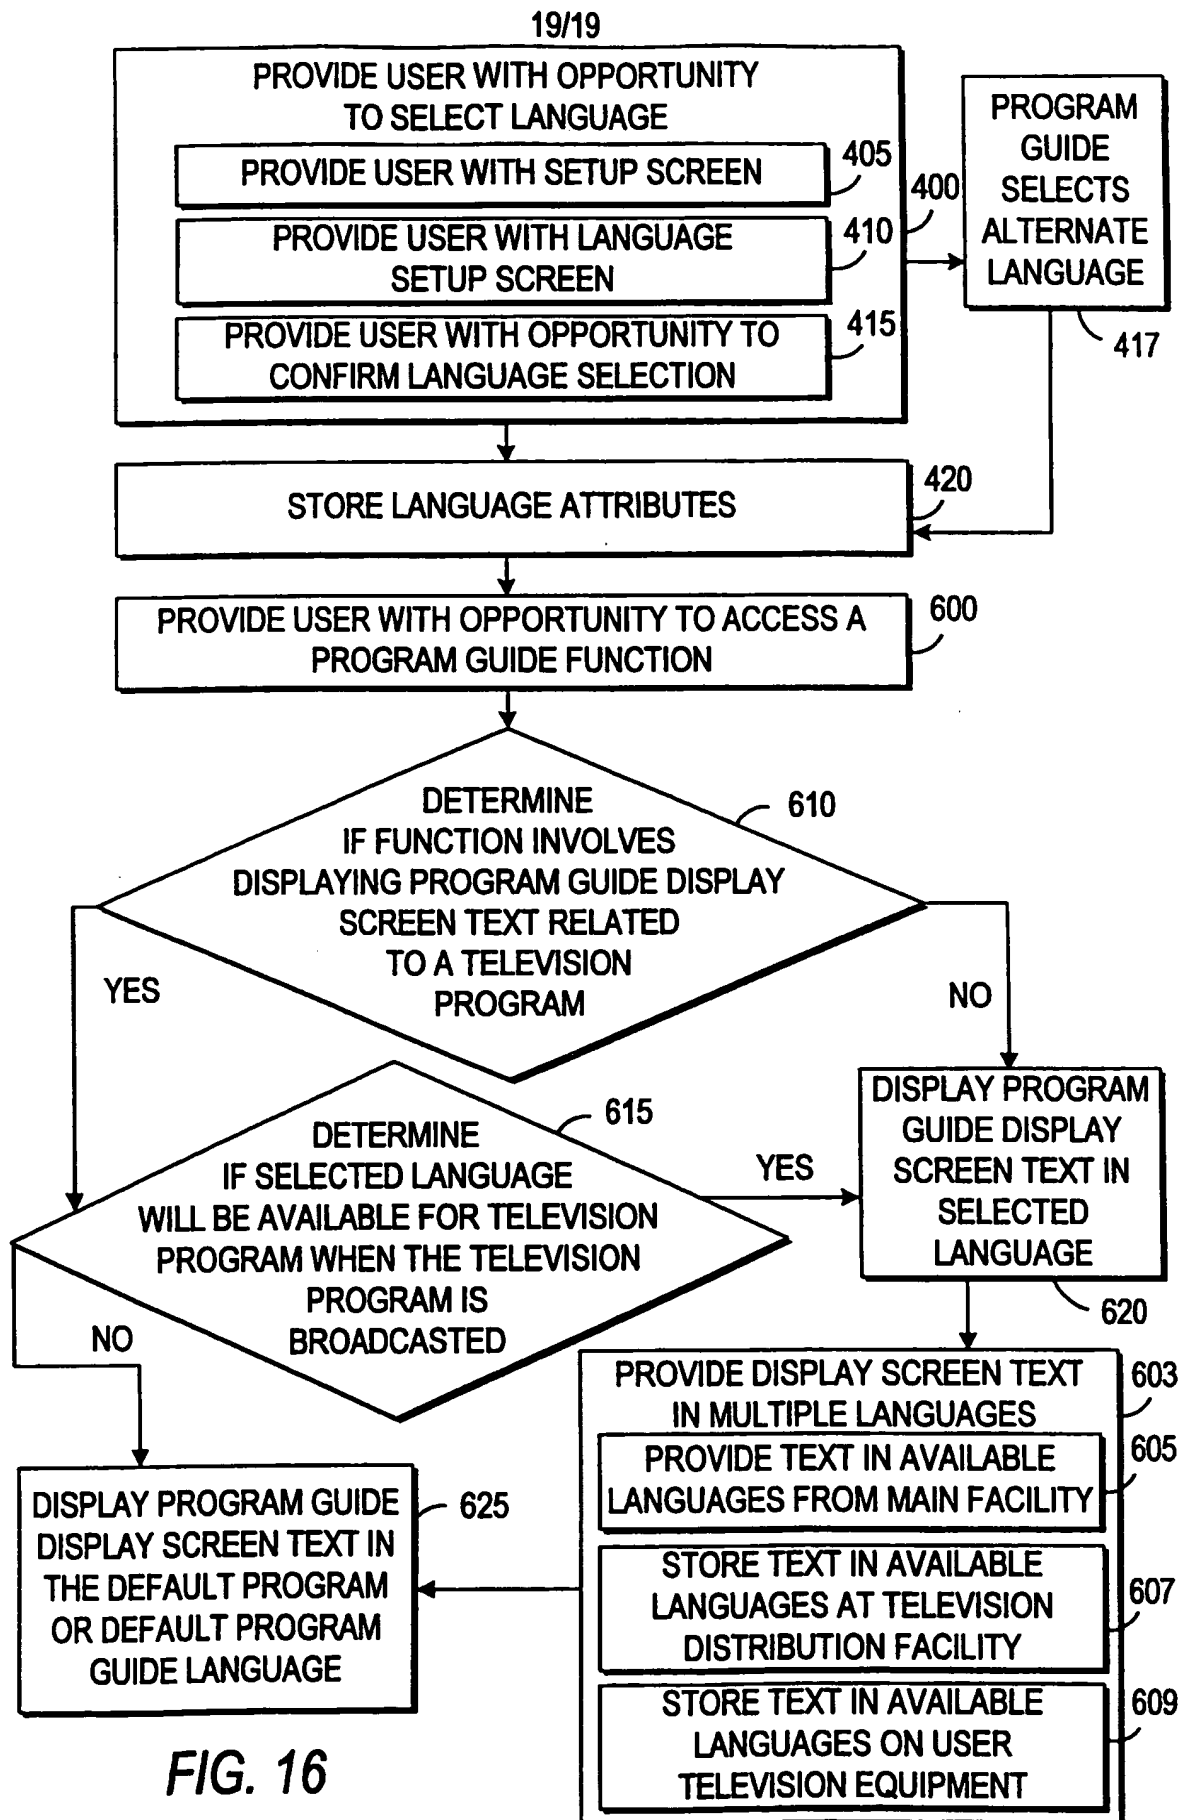 19/19
PROVIDE USER WITH OPPORTUNITY
TO SELECT LANGUAGE
PROVIDE USER WITH SETUP SCREEN
405
PROVIDE USER WITH LANGUAGE
SETUP SCREEN
410
PROVIDE USER WITH OPPORTUNITY TO
CONFIRM LANGUAGE SELECTION
415
400
PROGRAM
GUIDE
SELECTS
ALTERNATE
LANGUAGE
417
STORE LANGUAGE ATTRIBUTES
420
PROVIDE USER WITH OPPORTUNITY TO ACCESS A
PROGRAM GUIDE FUNCTION
600
DETERMINE
IF FUNCTION INVOLVES
DISPLAYING PROGRAM GUIDE DISPLAY
SCREEN TEXT RELATED
TO A TELEVISION
PROGRAM
610
YES
NO
DETERMINE
IF SELECTED LANGUAGE
WILL BE AVAILABLE FOR TELEVISION
PROGRAM WHEN THE TELEVISION
PROGRAM IS
BROADCASTED
615
YES
NO
DISPLAY PROGRAM
GUIDE DISPLAY
SCREEN TEXT IN
SELECTED
LANGUAGE
620
PROVIDE DISPLAY SCREEN TEXT
IN MULTIPLE LANGUAGES
603
PROVIDE TEXT IN AVAILABLE
LANGUAGES FROM MAIN FACILITY
605
STORE TEXT IN AVAILABLE
LANGUAGES AT TELEVISION
DISTRIBUTION FACILITY
607
STORE TEXT IN AVAILABLE
LANGUAGES ON USER
TELEVISION EQUIPMENT
609
DISPLAY PROGRAM GUIDE
DISPLAY SCREEN TEXT IN
THE DEFAULT PROGRAM
OR DEFAULT PROGRAM
GUIDE LANGUAGE
625
FIG. 16